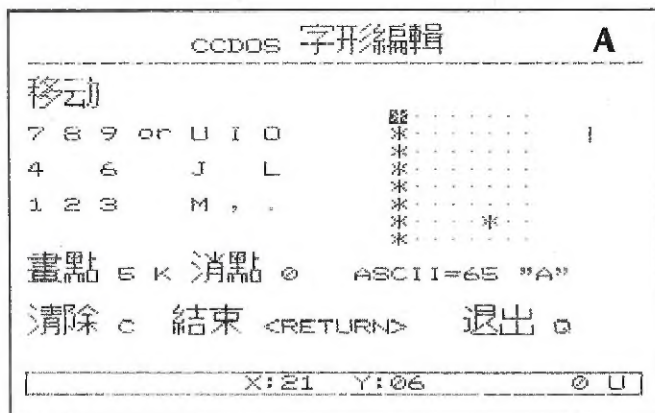 CCDOS 字形編輯 A
移动
7 8 9 or U I O
4 6 J L
1 2 3 M , .
畫點 5 K 消點 0 ASCII=65 "A"
清除 C 結束 <RETURN> 退出 Q
X:21 Y:06 0 U